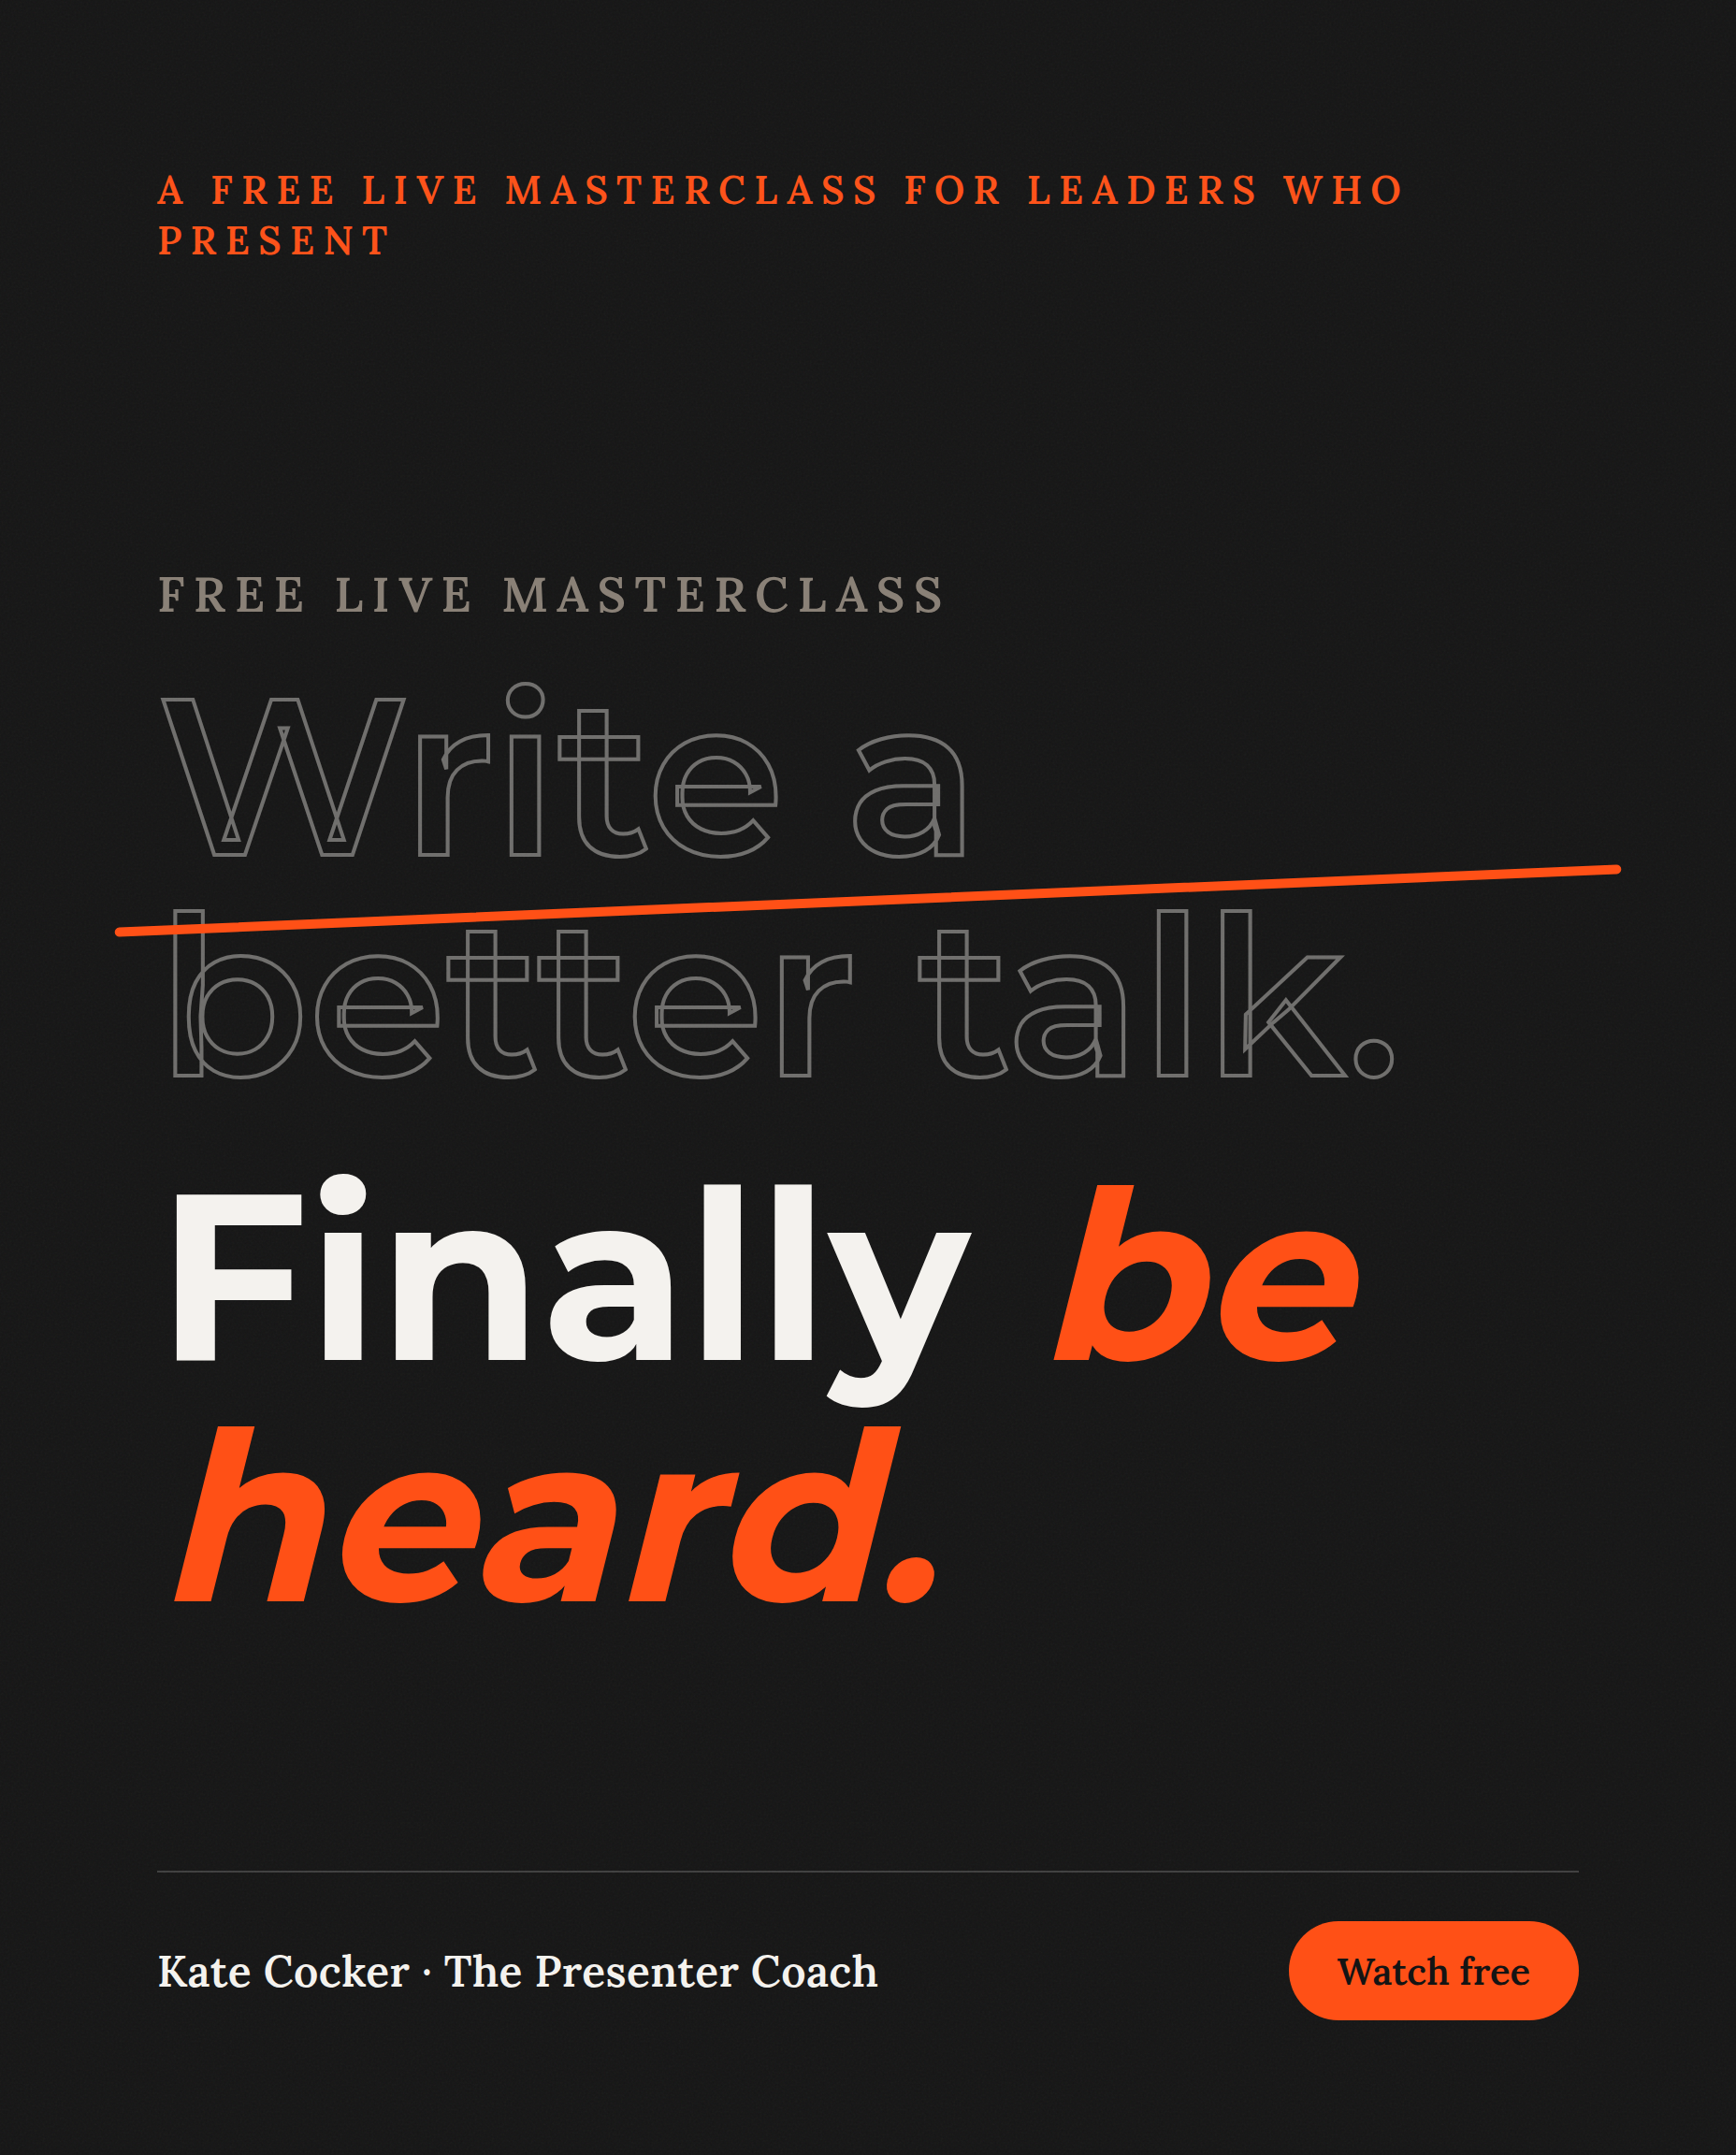 A FREE LIVE MASTERCLASS FOR LEADERS WHO
PRESENT
FREE LIVE MASTERCLASS
Write a
better talk.
Finally be
heard.
Kate Cocker · The Presenter Coach
Watch free